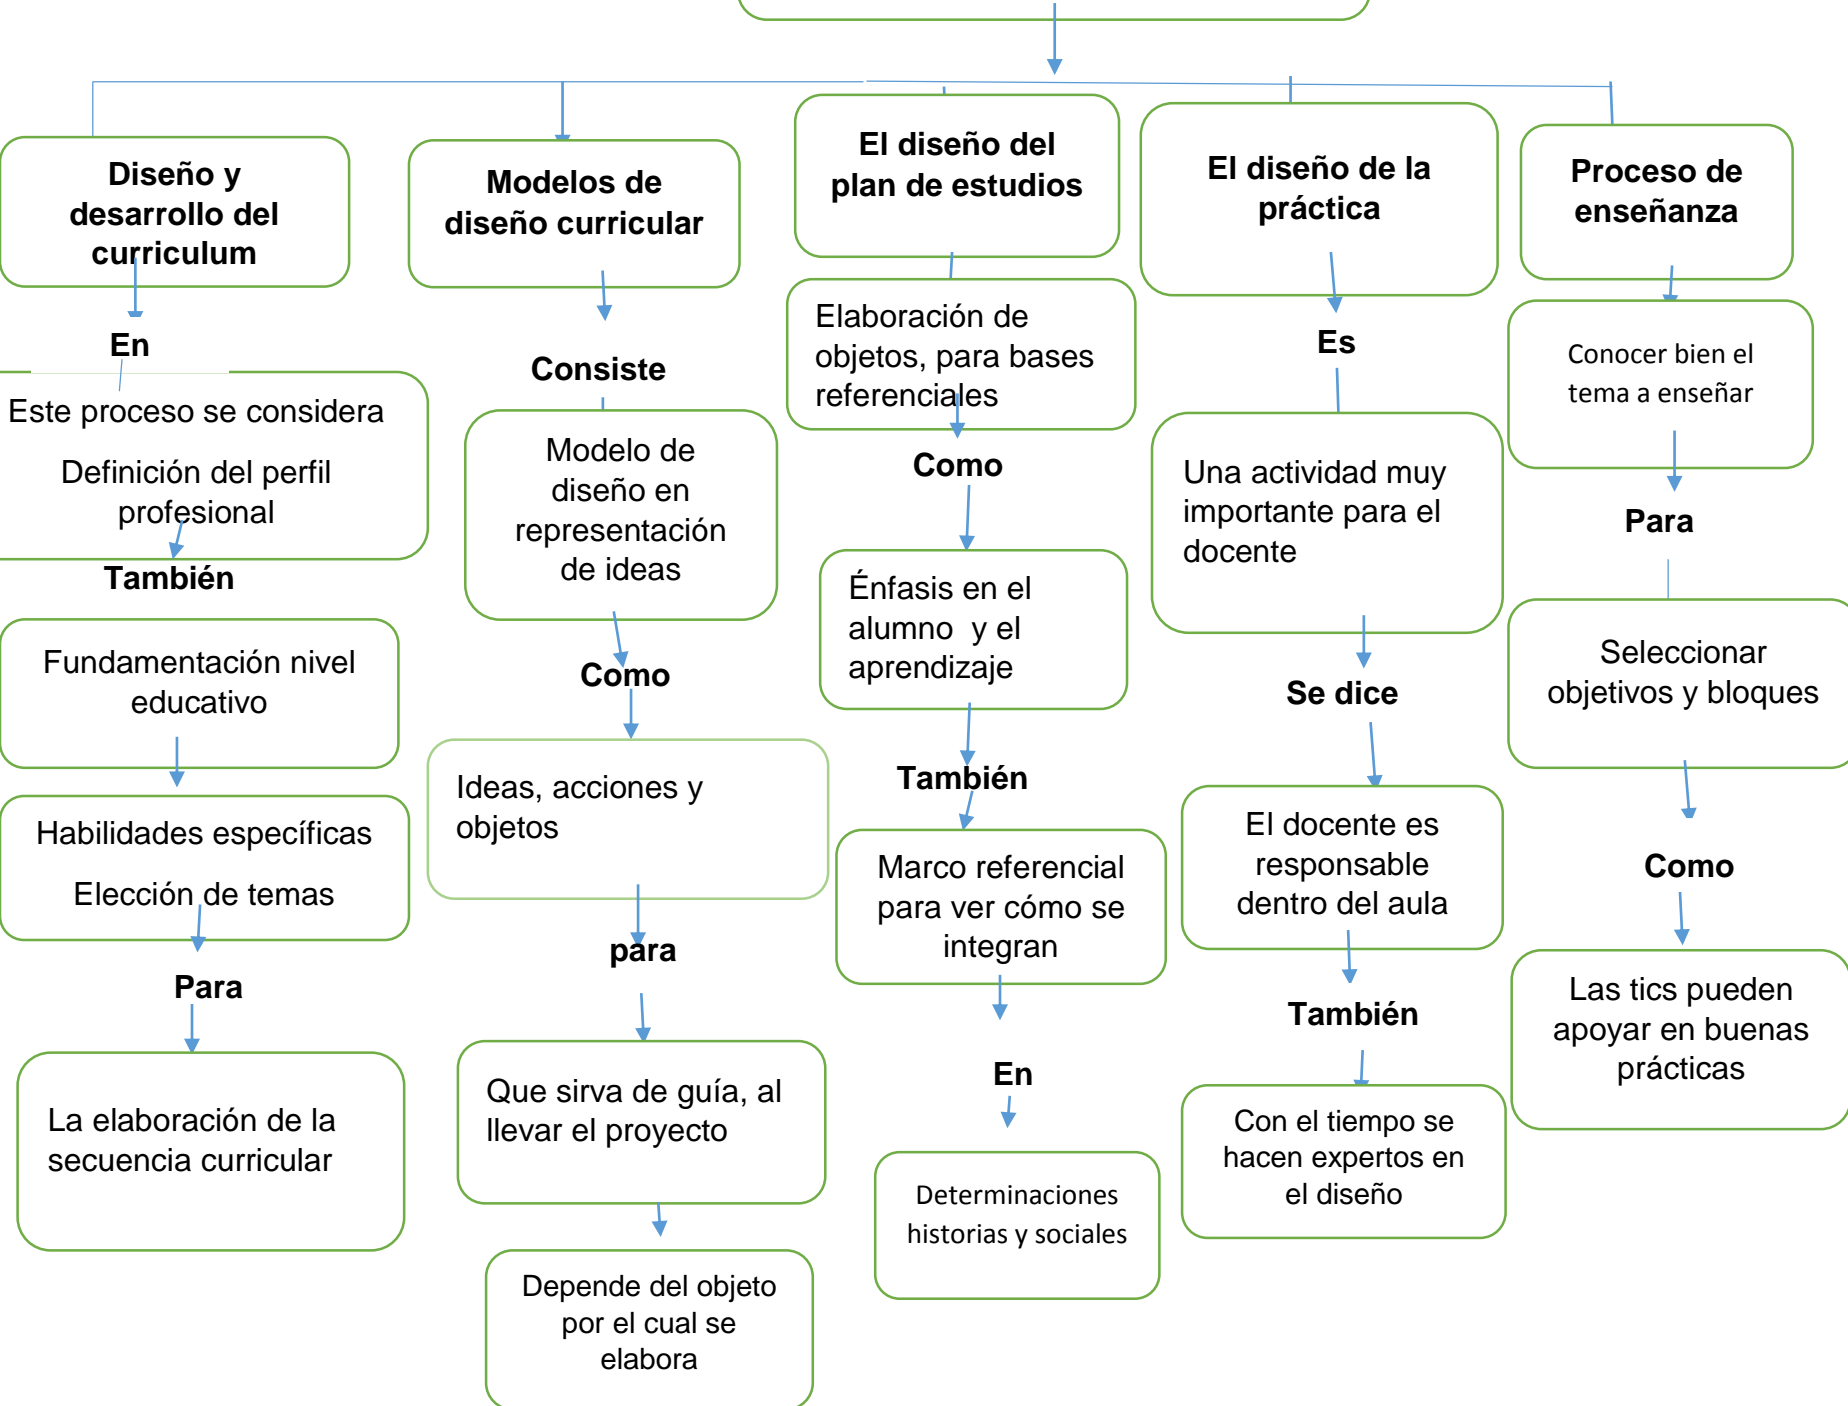 Diseño y
desarrollo del
curriculum
En
Este proceso se considera
Definición del perfil
profesional
También
Fundamentación nivel
educativo
Habilidades específicas
Elección de temas
Para
La elaboración de la
secuencia curricular
Modelos de
diseño curricular
Consiste
Modelo de
diseño en
representación
de ideas
Como
Ideas, acciones y
objetos
para
Que sirva de guía, al
llevar el proyecto
Depende del objeto
por el cual se
elabora
El diseño del
plan de estudios
Elaboración de
objetos, para bases
referenciales
Como
Énfasis en el
alumno  y el
aprendizaje
También
Marco referencial
para ver cómo se
integran
En
Determinaciones
historias y sociales
El diseño de la
práctica
Es
Una actividad muy
importante para el
docente
Se dice
El docente es
responsable
dentro del aula
También
Con el tiempo se
hacen expertos en
el diseño
Proceso de
enseñanza
Conocer bien el
tema a enseñar
Para
Seleccionar
objetivos y bloques
Como
Las tics pueden
apoyar en buenas
prácticas